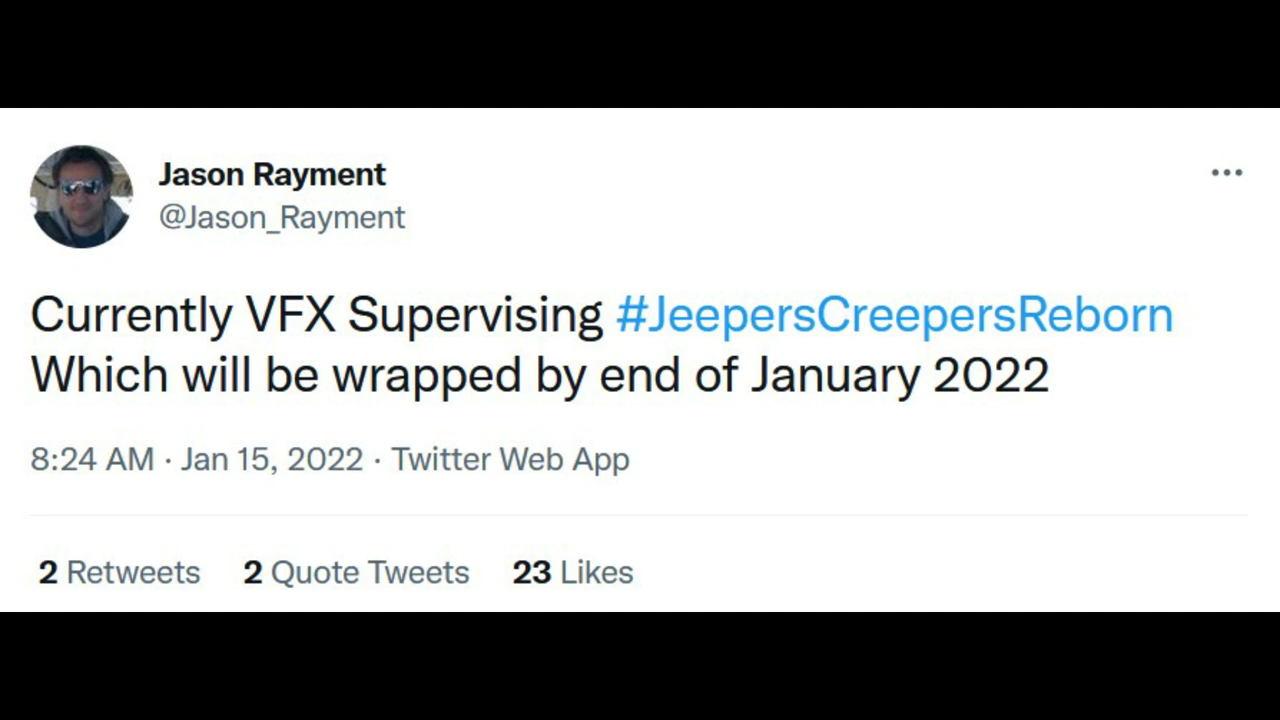 Jason Rayment
@Jason_Rayment
Currently VFX Supervising #JeepersCreepersReborn
Which will be wrapped by end of January 2022
8:24 AM · Jan 15, 2022 · Twitter Web App
2 Retweets 2 Quote Tweets 23 Likes